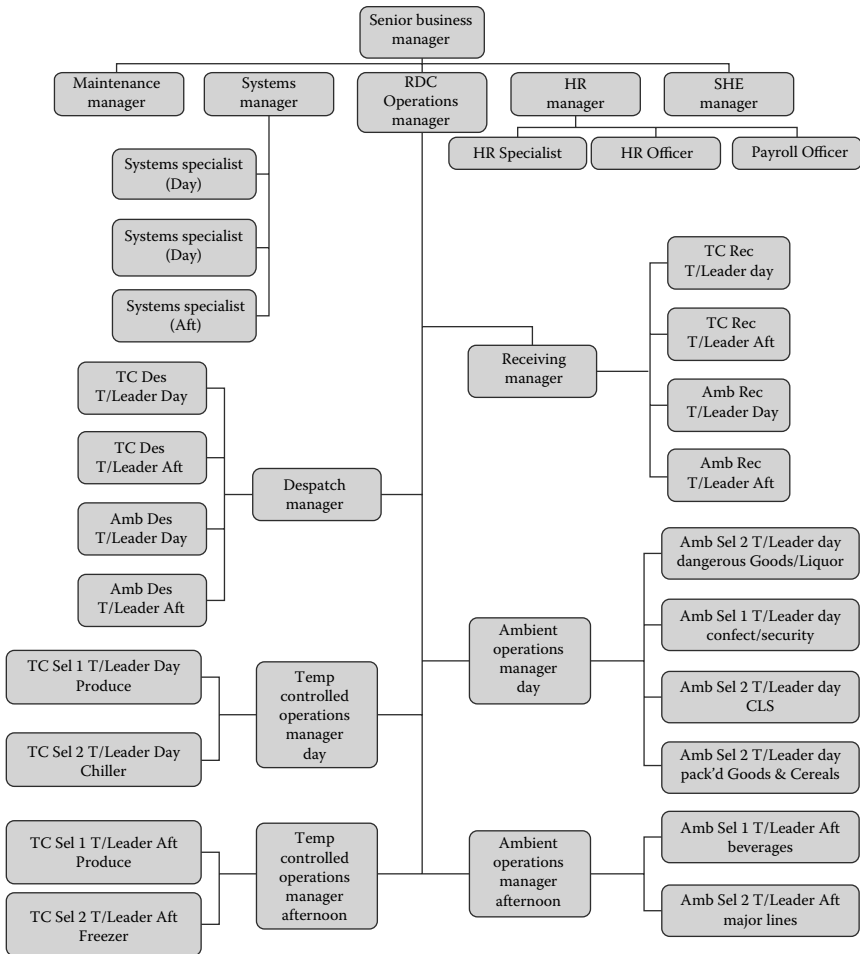 Senior business
manager
Maintenance
manager
Systems
manager
RDC
Operations
manager
HR
manager
SHE
manager
HR Specialist
HR Officer
Payroll Officer
Systems specialist
(Day)
Systems specialist
(Day)
Systems specialist
(Aft)
TC Rec
T/Leader day
TC Rec
T/Leader Aft
Receiving
manager
Amb Rec
T/Leader Day
Amb Rec
T/Leader Aft
TC Des
T/Leader Day
TC Des
T/Leader Aft
Despatch
manager
Amb Des
T/Leader Day
Amb Des
T/Leader Aft
Amb Sel 2 T/Leader day
dangerous Goods/Liquor
Amb Sel 1 T/Leader day
confect/security
Ambient
operations
manager
day
Amb Sel 2 T/Leader day
CLS
Amb Sel 2 T/Leader day
pack’d Goods & Cereals
TC Sel 1 T/Leader Day
Produce
Temp
controlled
operations
manager
day
TC Sel 2 T/Leader Day
Chiller
TC Sel 1 T/Leader Aft
Produce
Temp
controlled
operations
manager
afternoon
TC Sel 2 T/Leader Aft
Freezer
Ambient
operations
manager
afternoon
Amb Sel 1 T/Leader Aft
beverages
Amb Sel 2 T/Leader Aft
major lines